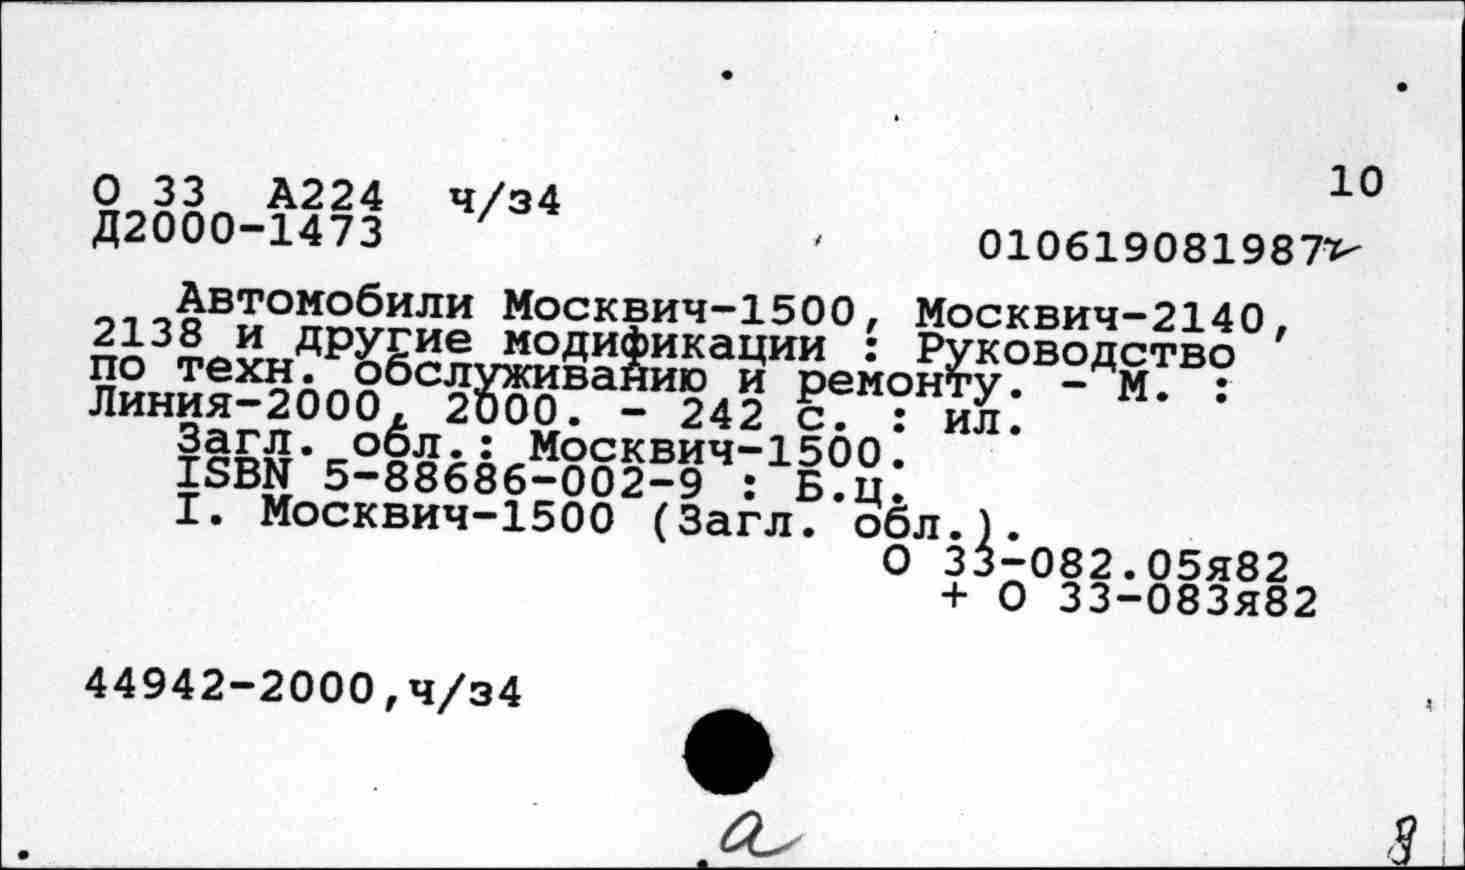 О 33 А224 ч/з4 10
Д2000-1473 010619081987
Автомобили Москвич-1500, Москвич-2140,
2138 и другие модификации : Руководство
по техн. обслуживанию и ремонту. - М. :
Линия-2000, 2000. - 242 с. : ил.
Загл. обл.: Москвич-1500.
ISBN 5-88686-002-9 : Б.ц.
I. Москвич-1500 (Загл. обл.).
О 33-082.05я82
+ О 33-083я82
44942-2000,ч/з4
а